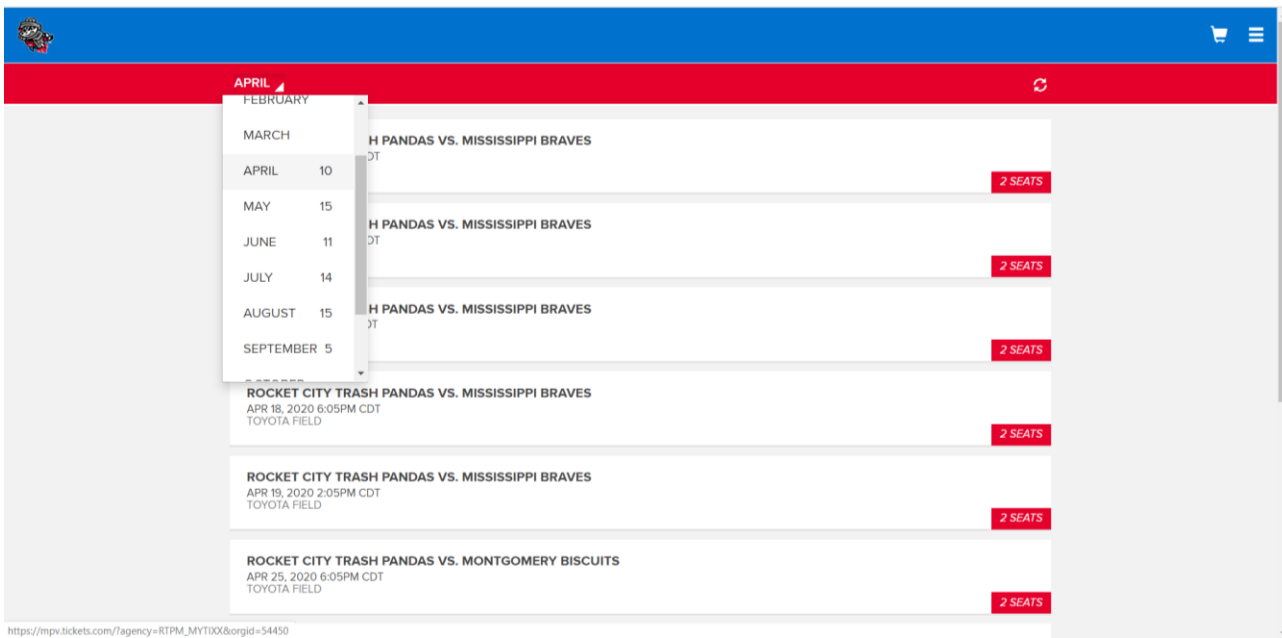 APRIL
FEBRUARY
MARCH
APRIL 10
MAY 15
JUNE 11
JULY 14
AUGUST 15
SEPTEMBER 5
H PANDAS VS. MISSISSIPPI BRAVES
DT
2 SEATS
H PANDAS VS. MISSISSIPPI BRAVES
DT
2 SEATS
H PANDAS VS. MISSISSIPPI BRAVES
DT
2 SEATS
ROCKET CITY TRASH PANDAS VS. MISSISSIPPI BRAVES
APR 18, 2020 6:05PM CDT
TOYOTA FIELD
2 SEATS
ROCKET CITY TRASH PANDAS VS. MISSISSIPPI BRAVES
APR 19, 2020 2:05PM CDT
TOYOTA FIELD
2 SEATS
ROCKET CITY TRASH PANDAS VS. MONTGOMERY BISCUITS
APR 25, 2020 6:05PM CDT
TOYOTA FIELD
2 SEATS
https://mpv.tickets.com/?agency=RTPM_MYTIXX&orgid=54450